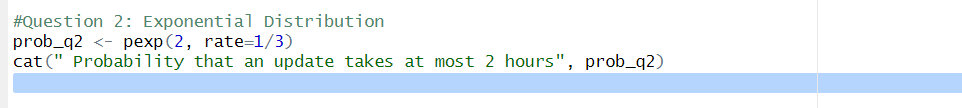 #Question 2: Exponential Distribution
prob_q2 <- pexp(2, rate=1/3)
cat(" Probability that an update takes at most 2 hours", prob_q2)